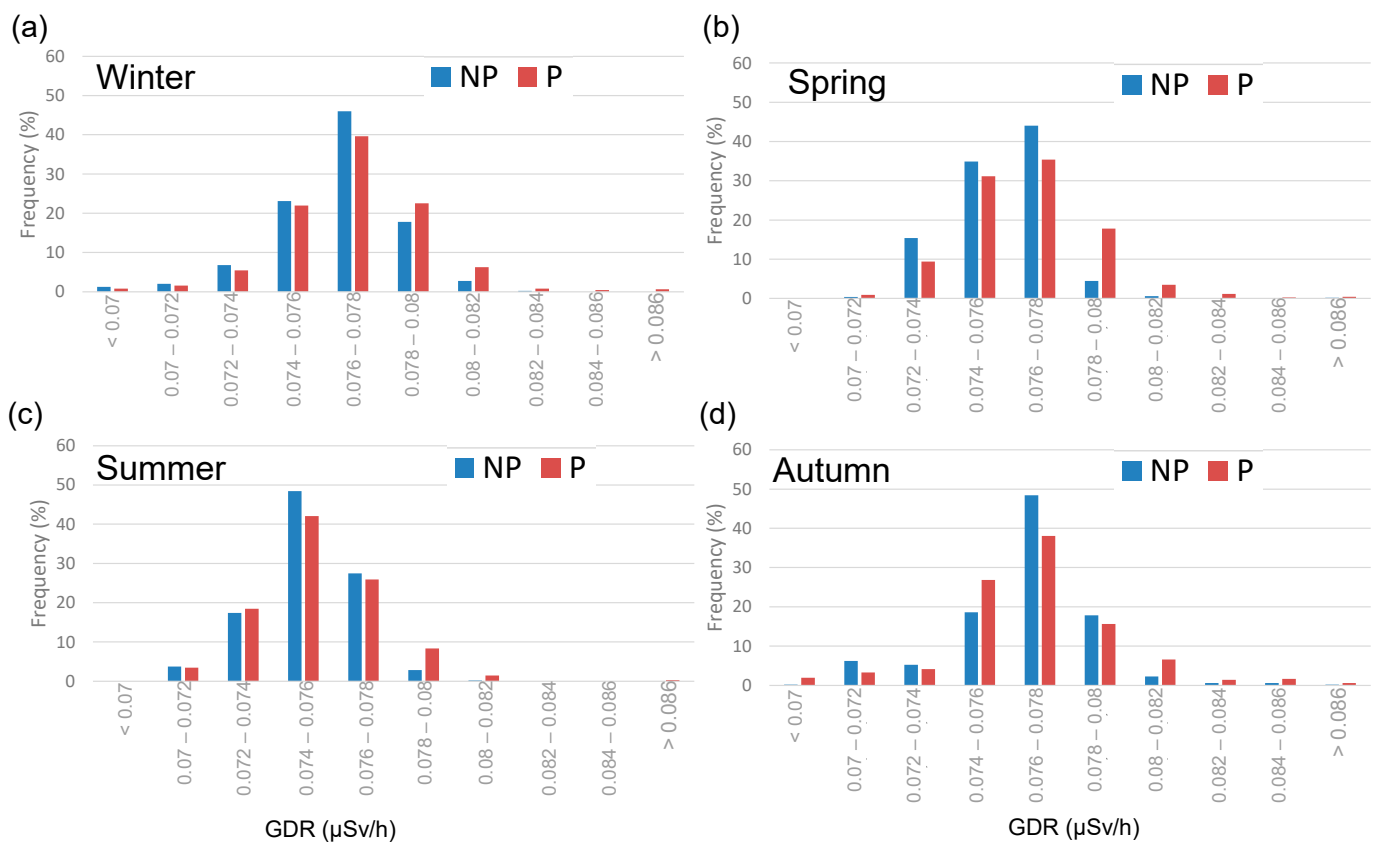 (a)
Winter
NP P
Frequency (%)
60
50
40
30
20
10
0
< 0.07
0.07 – 0.072
0.072 – 0.074
0.074 – 0.076
0.076 – 0.078
0.078 – 0.08
0.08 – 0.082
0.082 – 0.084
0.084 – 0.086
> 0.086
(b)
Spring
NP P
Frequency (%)
60
50
40
30
20
10
0
< 0.07
0.07 – 0.072
0.072 – 0.074
0.074 – 0.076
0.076 – 0.078
0.078 – 0.08
0.08 – 0.082
0.082 – 0.084
0.084 – 0.086
> 0.086
(c)
Summer
NP P
Frequency (%)
60
50
40
30
20
10
0
< 0.07
0.07 – 0.072
0.072 – 0.074
0.074 – 0.076
0.076 – 0.078
0.078 – 0.08
0.08 – 0.082
0.082 – 0.084
0.084 – 0.086
> 0.086
GDR (μSv/h)
(d)
Autumn
NP P
Frequency (%)
60
50
40
30
20
10
0
< 0.07
0.07 – 0.072
0.072 – 0.074
0.074 – 0.076
0.076 – 0.078
0.078 – 0.08
0.08 – 0.082
0.082 – 0.084
0.084 – 0.086
> 0.086
GDR (μSv/h)